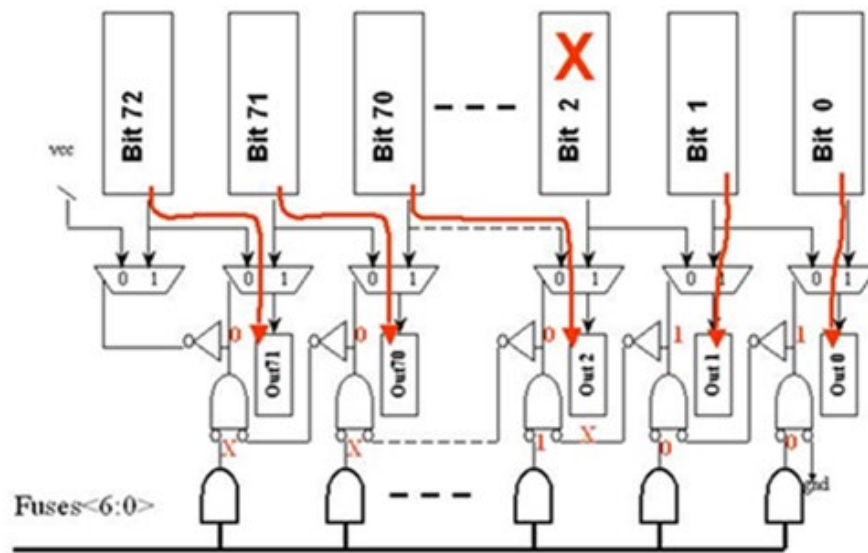 Bit 72
Bit 71
Bit 70
Bit 2
X
Bit 1
Bit 0
vcc
0 1
0 1
0 1
0 1
0 1
0 1
0
0
0
1
1
Out71
Out70
Out 2
Out 1
Out 0
X
X
1
X
0
0
gnd
Fuses<6:0>